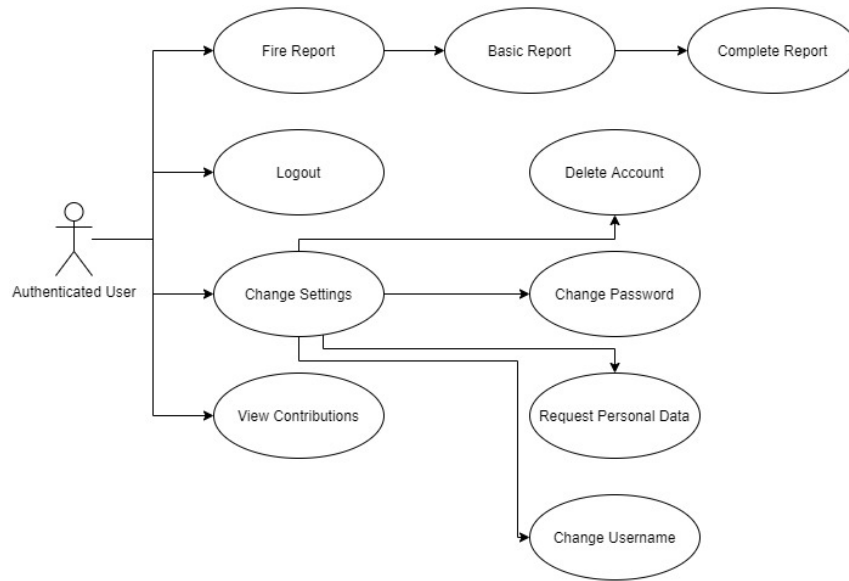 Fire Report
Basic Report
Complete Report
Logout
Delete Account
Authenticated User
Change Settings
Change Password
View Contributions
Request Personal Data
Change Username